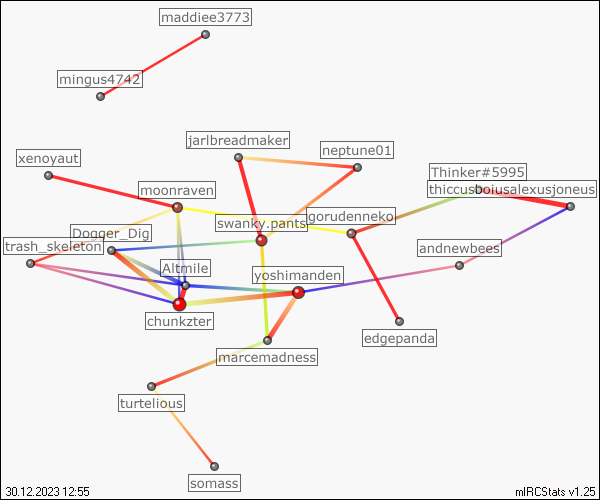 maddiee3773
mingus4742
jarlbreadmaker
neptune01
xenoyaut
Thinker#5995
moonraven
thiccusboiusalexusjoneus
swanky.pants
gorudenneko
Dogger_Dig
trash_skeleton
andnewbees
Altmile
yoshimanden
chunkzter
edgepanda
marcemadness
turtelious
somass
30.12.2023 12:55
mIRCStats v1.25